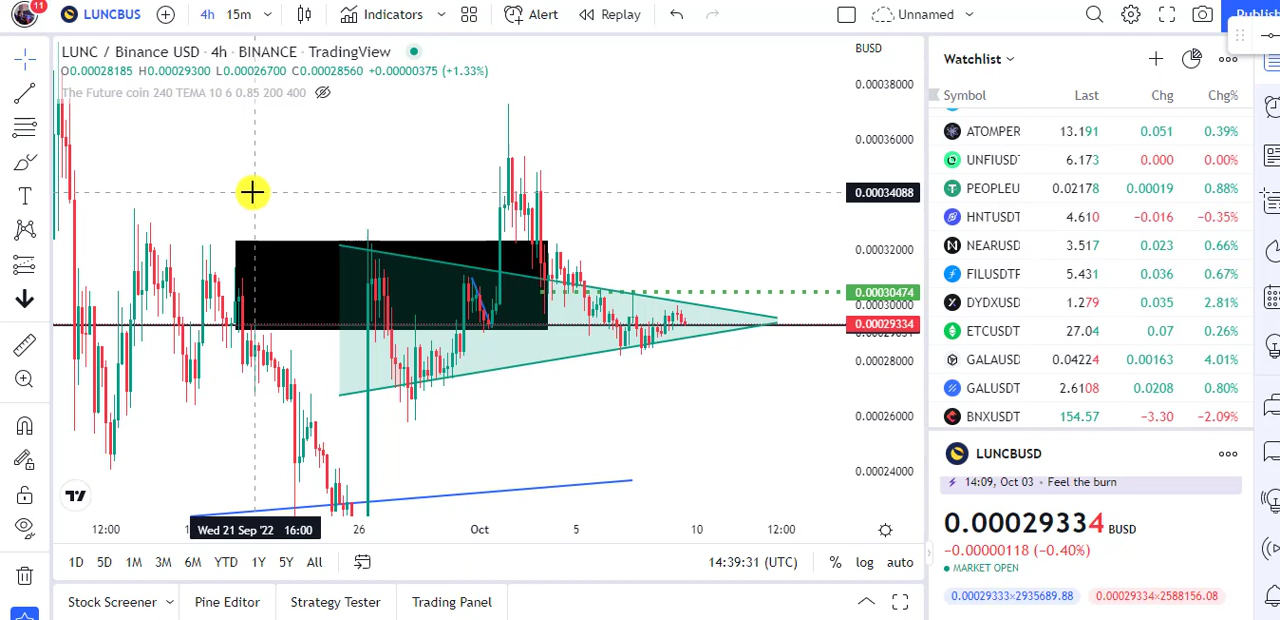 11 LUNCBUS 4h 15m Indicators Alert Replay Unnamed Publish
LUNC / Binance USD · 4h · BINANCE · TradingView
O0.00028185 H0.00029300 L0.00026700 C0.00028560 +0.00000375 (+1.33%)
The Future coin 240 TEMA 10 6 0.85 200 400
BUSD
0.00038000
0.00036000
0.00034088
0.00032000
0.00030474
0.00030000
0.00029334
0.00028000
0.00026000
0.00024000
12:00 Wed 21 Sep '22 16:00 26 Oct 5 10 12:00
1D 5D 1M 3M 6M YTD 1Y 5Y All 14:39:31 (UTC) % log auto
Stock Screener Pine Editor Strategy Tester Trading Panel
Watchlist
Symbol Last Chg Chg%
ATOMPER 13.191 0.051 0.39%
UNFIUSD 6.173 0.000 0.00%
PEOPLEU 0.02178 0.00019 0.88%
HNTUSDT 4.610 −0.016 −0.35%
NEARUSD 3.517 0.023 0.66%
FILUSDTF 5.431 0.036 0.67%
DYDXUSD 1.279 0.035 2.81%
ETCUSDT 27.04 0.07 0.26%
GALAUSD 0.04224 0.00163 4.01%
GALUSDT 2.6108 0.0208 0.80%
BNXUSDT 154.57 −3.30 −2.09%
LUNCBUSD
14:09, Oct 03 • Feel the burn
0.00029334 BUSD
−0.00000118 (−0.40%)
MARKET OPEN
0.00029333×2935689.88 0.00029334×2588156.08